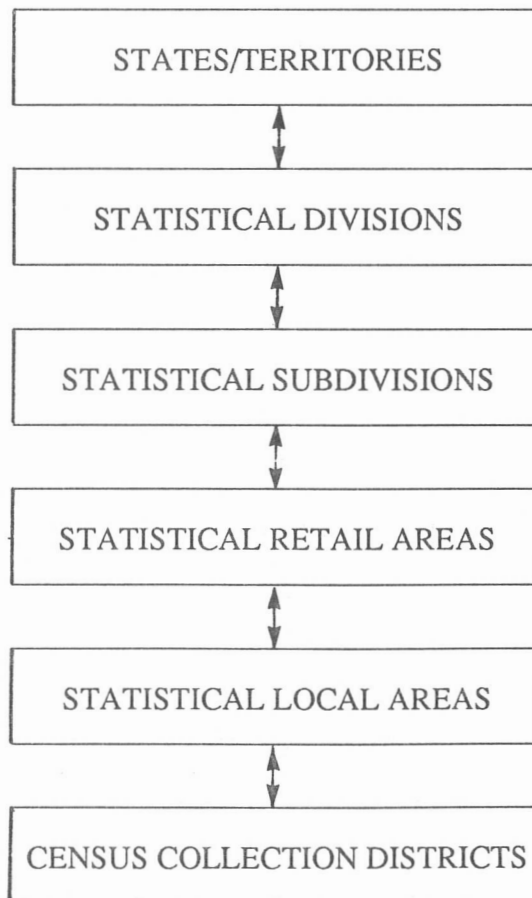 STATES/TERRITORIES
STATISTICAL DIVISIONS
STATISTICAL SUBDIVISIONS
STATISTICAL RETAIL AREAS
STATISTICAL LOCAL AREAS
CENSUS COLLECTION DISTRICTS